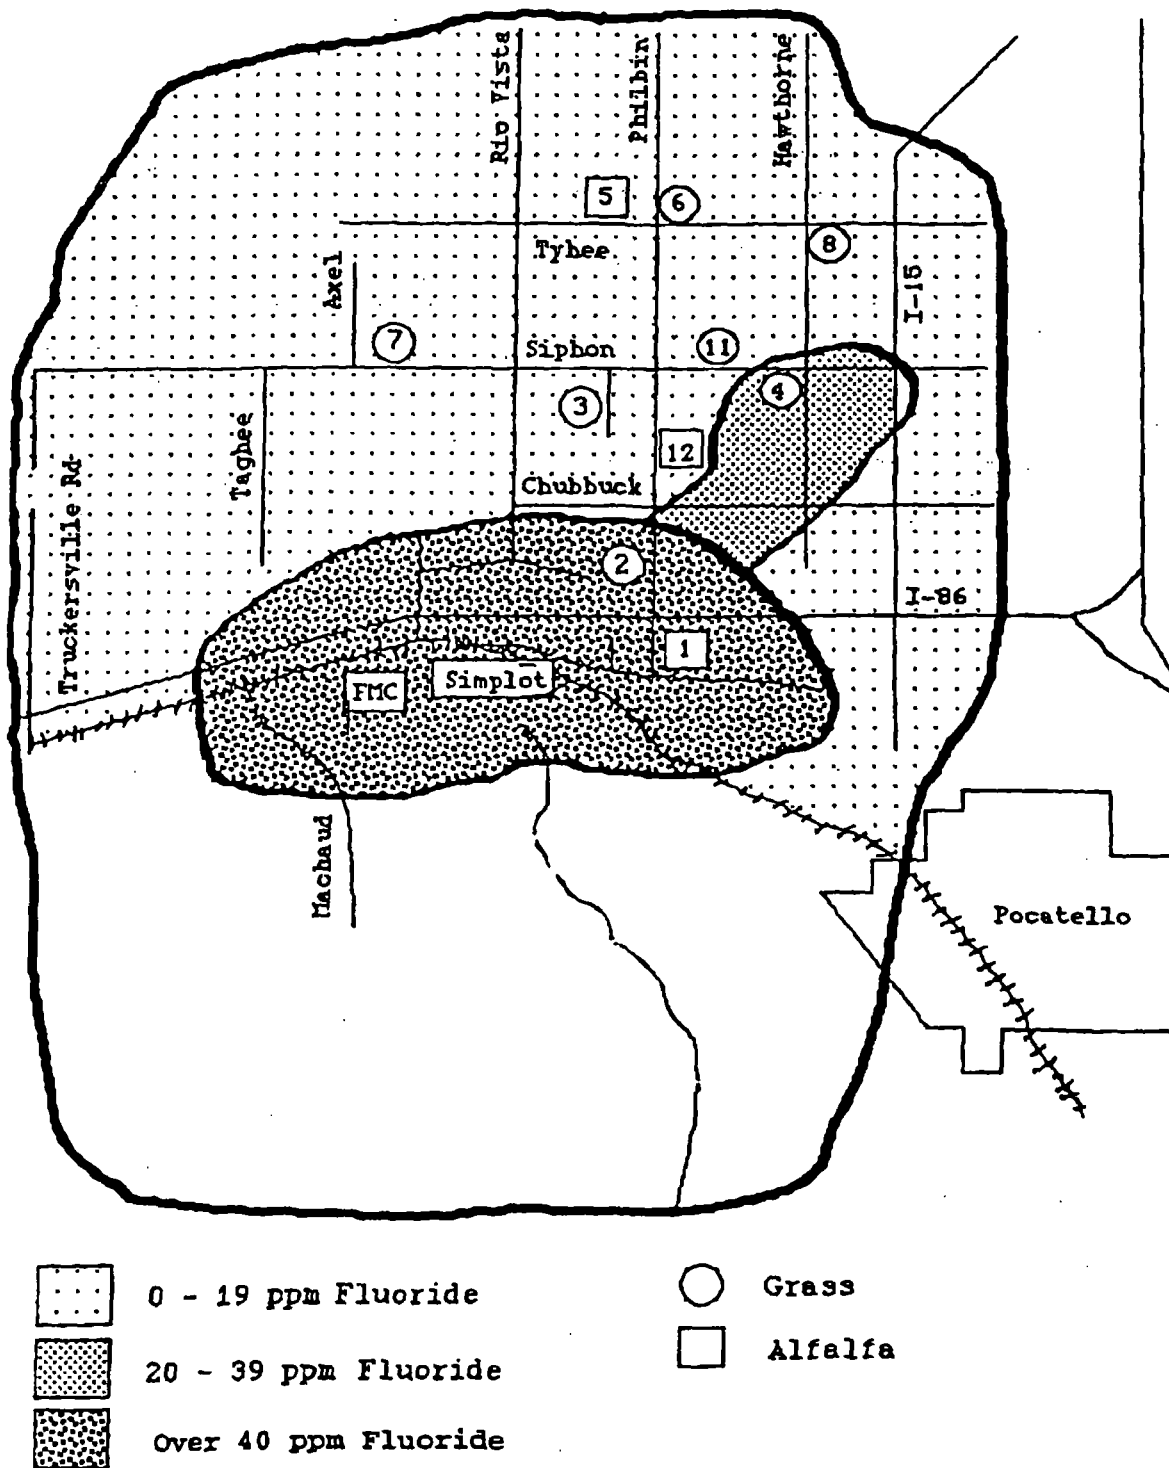 Rio Vista
Philbin
Hawthorne
5
6
Tyhee
8
Axel
I-15
7
Siphon
11
4
3
Taghee
12
Truckersville Rd.
Chubbuck
2
I-86
1
FMC
Simplot
Machaud
Pocatello
0 - 19 ppm Fluoride
Grass
20 - 39 ppm Fluoride
Alfalfa
Over 40 ppm Fluoride